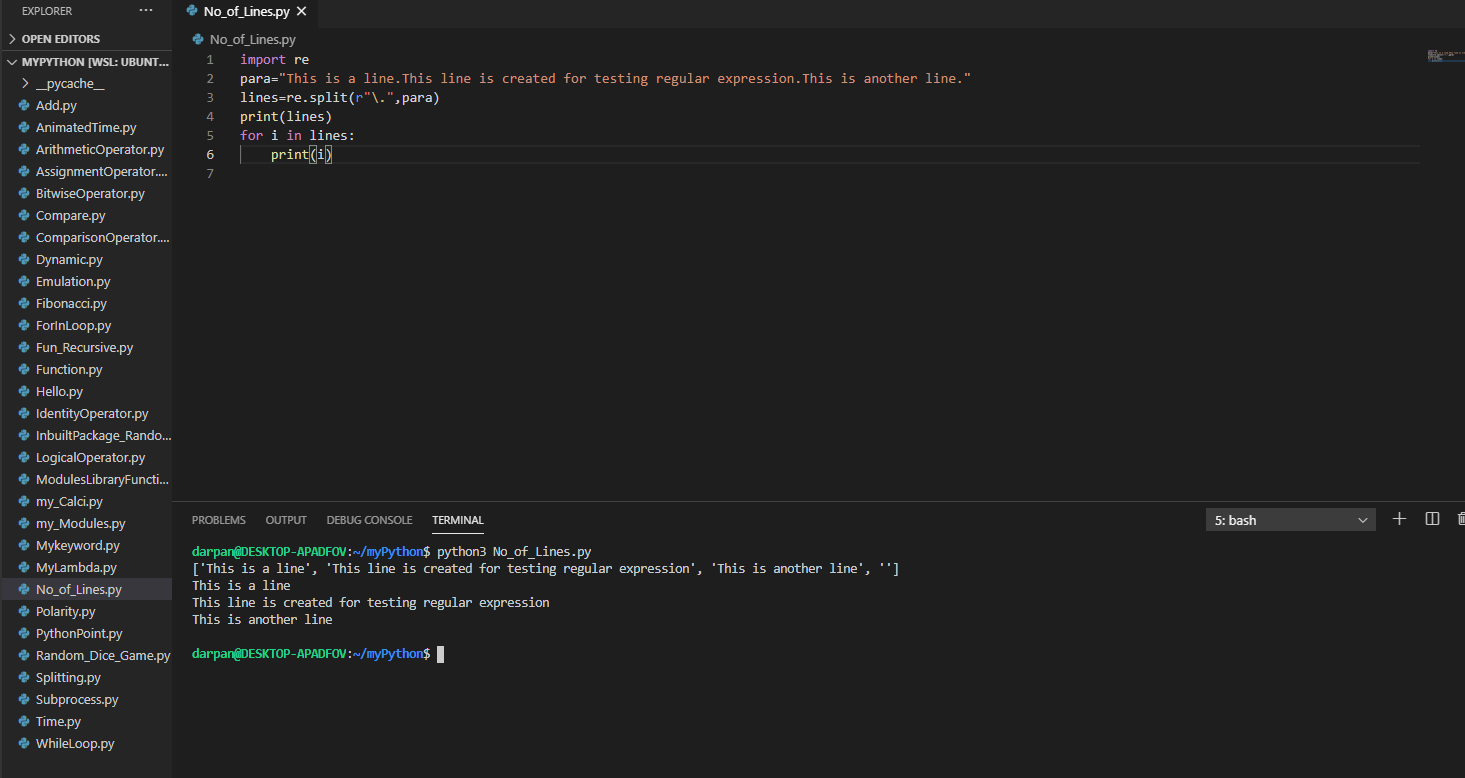 EXPLORER
OPEN EDITORS
MYPYTHON [WSL: UBUNT...
__pycache__
Add.py
AnimatedTime.py
ArithmeticOperator.py
AssignmentOperator....
BitwiseOperator.py
Compare.py
ComparisonOperator....
Dynamic.py
Emulation.py
Fibonacci.py
ForInLoop.py
Fun_Recursive.py
Function.py
Hello.py
IdentityOperator.py
InbuiltPackage_Rando...
LogicalOperator.py
ModulesLibraryFuncti...
my_Calci.py
my_Modules.py
Mykeyword.py
MyLambda.py
No_of_Lines.py
Polarity.py
PythonPoint.py
Random_Dice_Game.py
Splitting.py
Subprocess.py
Time.py
WhileLoop.py
No_of_Lines.py
No_of_Lines.py
1 import re
2 para="This is a line.This line is created for testing regular expression.This is another line."
3 lines=re.split(r"\.",para)
4 print(lines)
5 for i in lines:
6     print(i)
7
PROBLEMS OUTPUT DEBUG CONSOLE TERMINAL 5: bash
darpan@DESKTOP-APADFOV:~/myPython$ python3 No_of_Lines.py
['This is a line', 'This line is created for testing regular expression', 'This is another line', '']
This is a line
This line is created for testing regular expression
This is another line
darpan@DESKTOP-APADFOV:~/myPython$